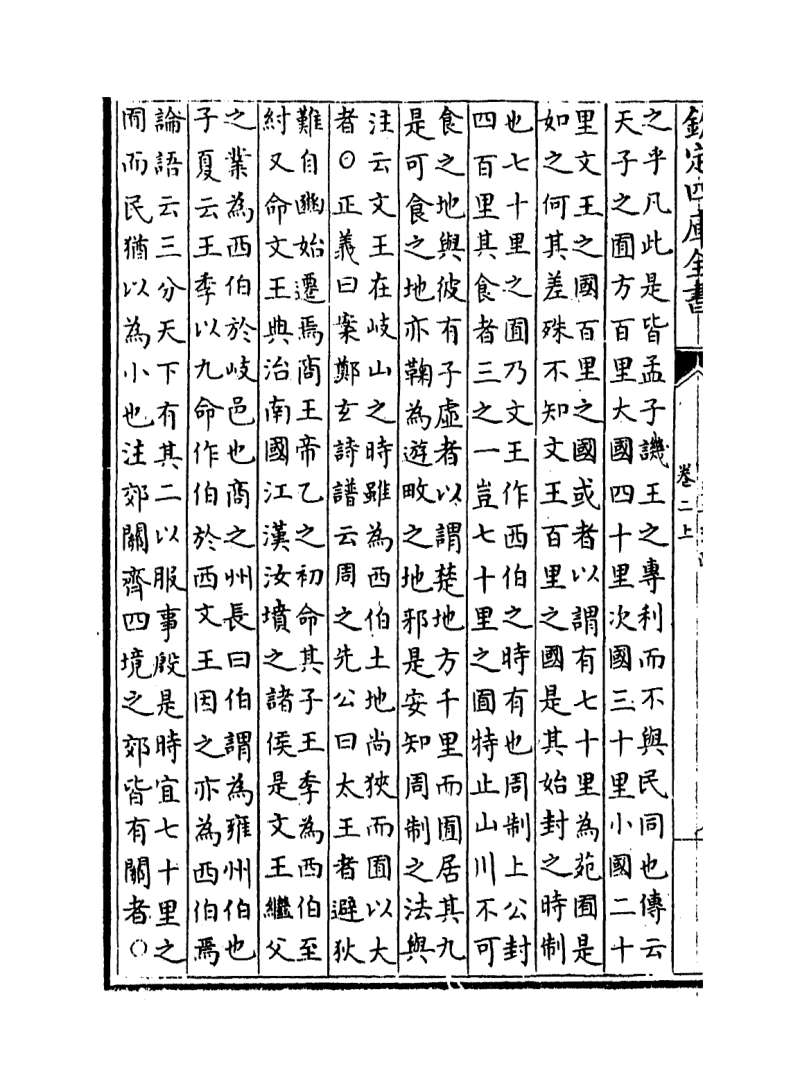 欽定四庫全書
卷二上
之乎凡此是皆孟子譏王之專利而不與民同也傳云
天子之囿方百里大國四十里次國三十里小國二十
里文王之國百里之國或者以謂有七十里為苑囿是
如之何其差殊不知文王百里之國是其始封之時制
也七十里之囿乃文王作西伯之時有也周制上公封
四百里其食者三之一豈七十里之囿特止山川不可
食之地與彼有子虛者以謂楚地方千里而囿居其九
是可食之地亦鞠為遊畋之地邪是安知周制之法與
注云文王在岐山之時雖為西伯土地尚狹而囿以大
者○正義曰案鄭玄詩譜云周之先公曰太王者避狄
難自豳始遷焉商王帝乙之初命其子王季為西伯至
紂又命文王典治南國江漢汝墳之諸侯是文王繼父
之業為西伯於岐邑也商之州長曰伯謂為雍州伯也
子夏云王季以九命作伯於西文王因之亦為西伯焉
論語云三分天下有其二以服事殷是時宜七十里之
囿而民猶以為小也注郊關齊四境之郊皆有關者○